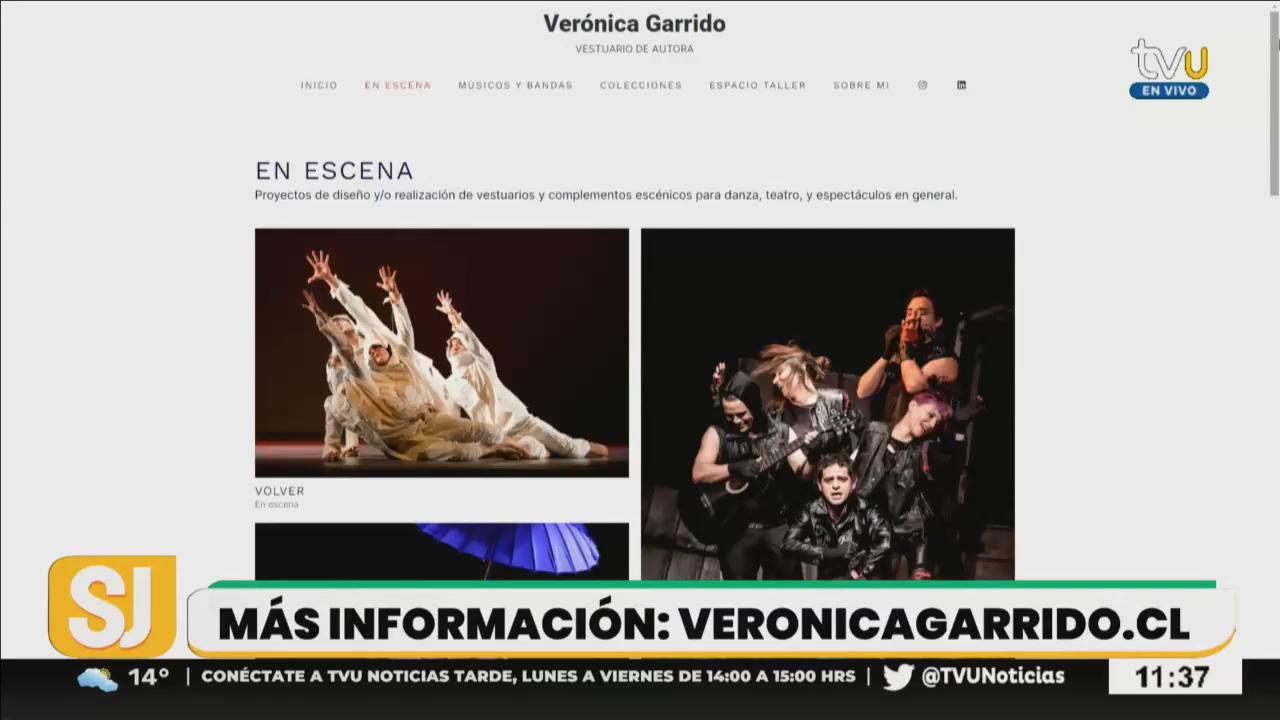 Verónica Garrido
VESTUARIO DE AUTORA
INICIO EN ESCENA MÚSICOS Y BANDAS COLECCIONES ESPACIO TALLER SOBRE MI
tvu
EN VIVO
EN ESCENA
Proyectos de diseño y/o realización de vestuarios y complementos escénicos para danza, teatro, y espectáculos en general.
VOLVER
En escena
SJ
MÁS INFORMACIÓN: VERONICAGARRIDO.CL
14° | CONÉCTATE A TVU NOTICIAS TARDE, LUNES A VIERNES DE 14:00 A 15:00 HRS | @TVUNoticias
11:37